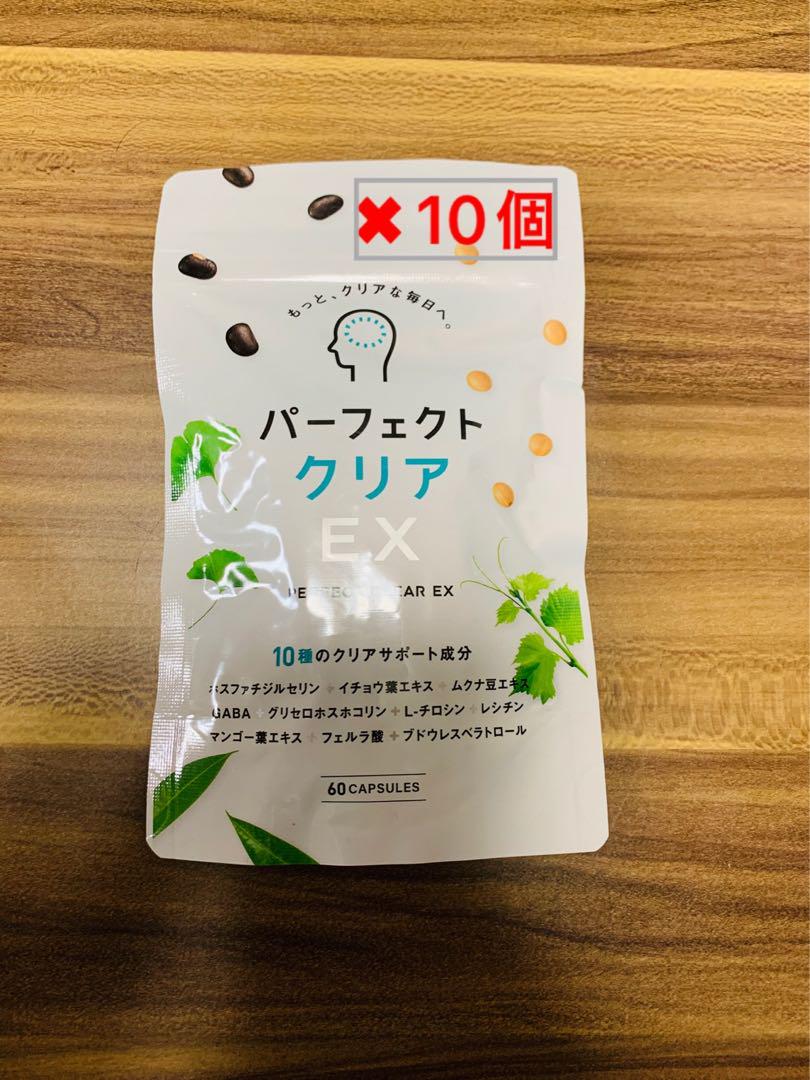 ✖10個
もっと、クリアな毎日へ。
パーフェクト
クリア
EX
EX
10種のクリアサポート成分
ホスファチジルセリン + イチョウ葉エキス + ムクナ豆エキス
GABA + グリセロホスホコリン + L-チロシン + レシチン
マンゴー葉エキス + フェルラ酸 + ブドウレスベラトロール
60 CAPSULES